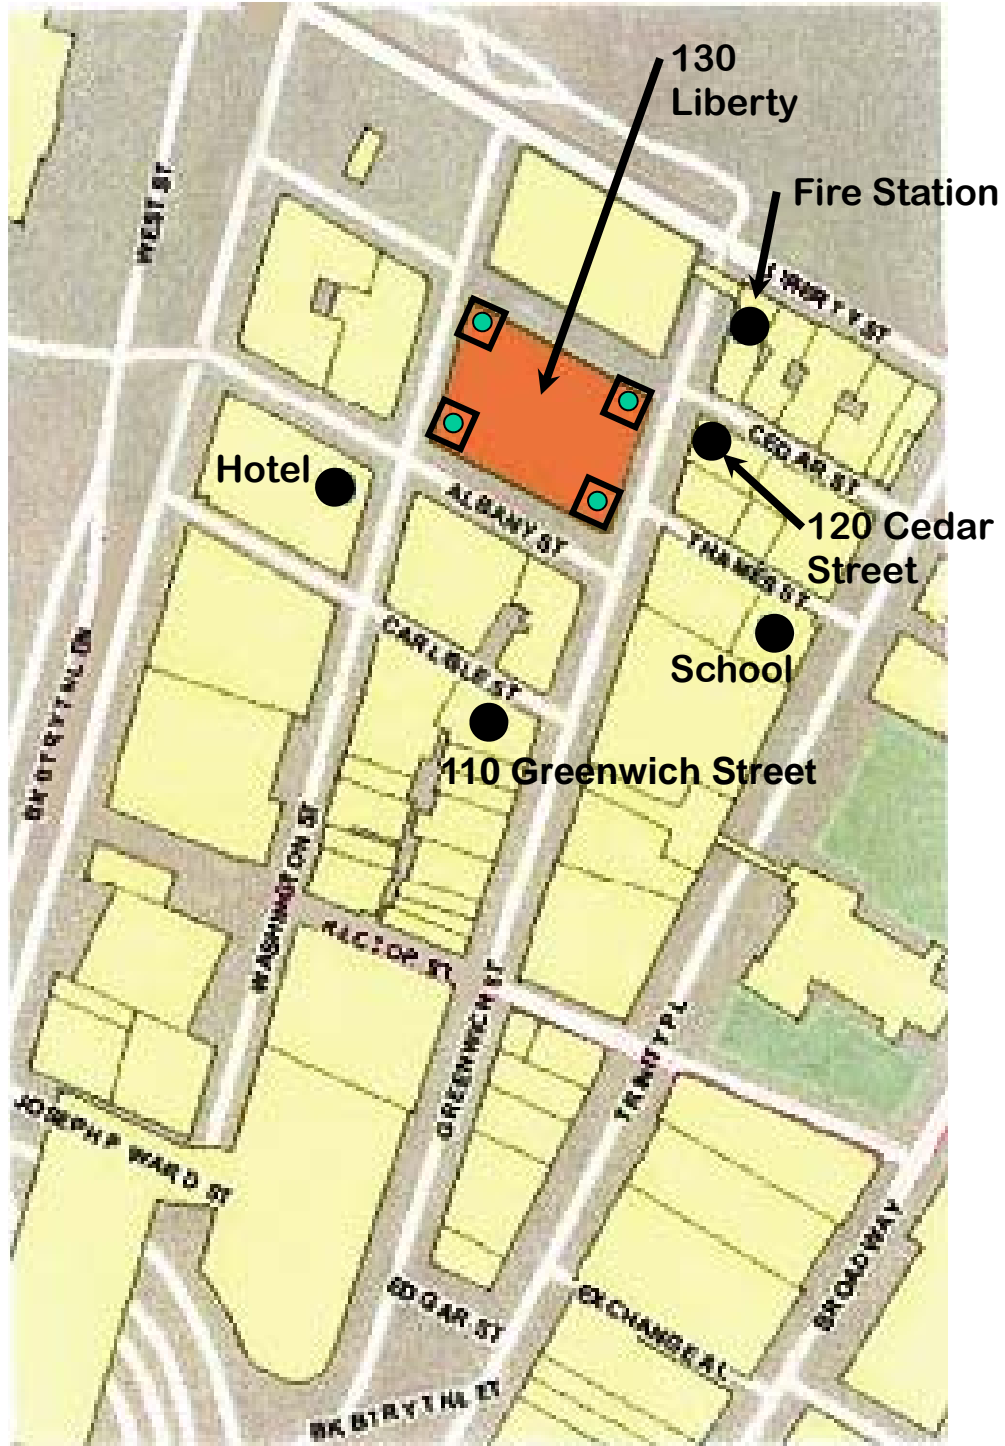 130
Liberty
Fire Station
WEST ST
CEDAR ST
Hotel
ALBANY ST
120 Cedar
Street
THAMES ST
CARLISLE ST
School
110 Greenwich Street
WASHINGTON ST
ST
GREENWICH ST
TRINITY PL
JOSEPH P WARD ST
BROADWAY
EDGAR ST
EXCHANGE AL